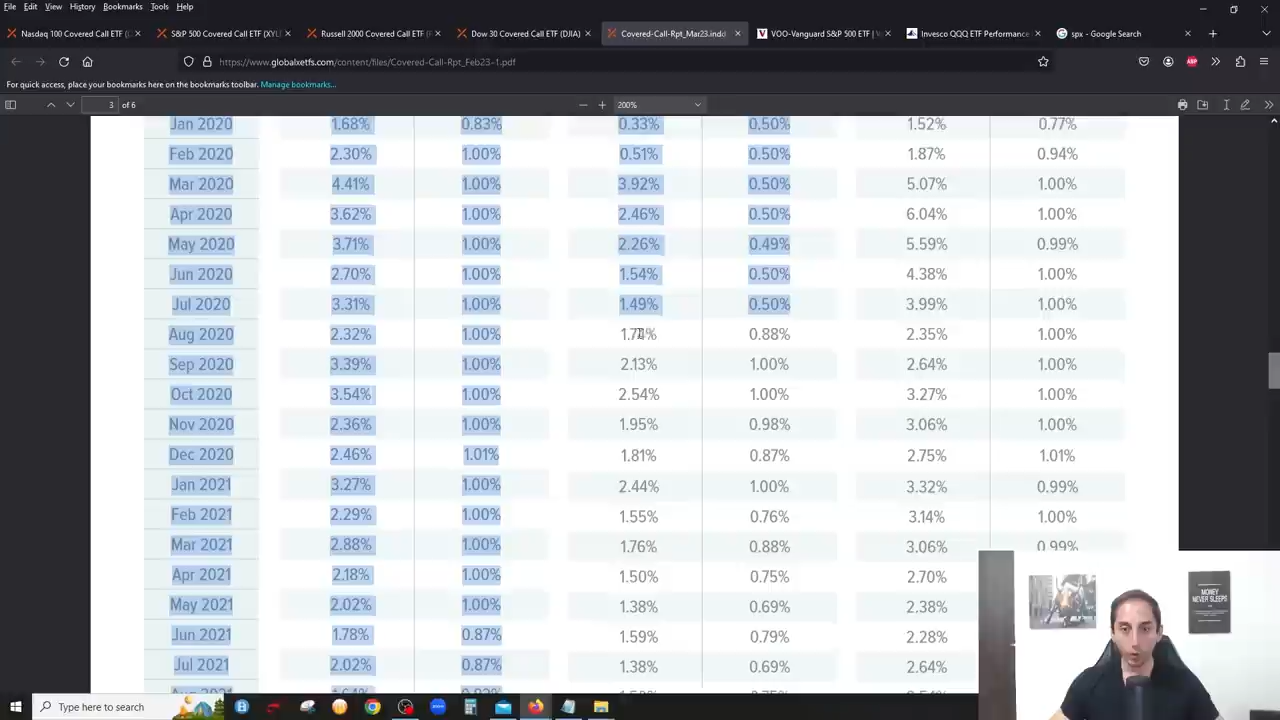 File Edit View History Bookmarks Tools Help
Nasdaq 100 Covered Call ETF (
S&P 500 Covered Call ETF (XYL
Russell 2000 Covered Call ETF (F
Dow 30 Covered Call ETF (DJIA)
Covered-Call-Rpt_Mar23.indd
VOO-Vanguard S&P 500 ETF | V
Invesco QQQ ETF Performance
spx - Google Search
https://www.globalxetfs.com/content/files/Covered-Call-Rpt_Feb23-1.pdf
For quick access, place your bookmarks here on the bookmarks toolbar. Manage bookmarks...
3 of 6
200%
Jan 2020 1.68% 0.83% 0.33% 0.50% 1.52% 0.77%
Feb 2020 2.30% 1.00% 0.51% 0.50% 1.87% 0.94%
Mar 2020 4.41% 1.00% 3.92% 0.50% 5.07% 1.00%
Apr 2020 3.62% 1.00% 2.46% 0.50% 6.04% 1.00%
May 2020 3.71% 1.00% 2.26% 0.49% 5.59% 0.99%
Jun 2020 2.70% 1.00% 1.54% 0.50% 4.38% 1.00%
Jul 2020 3.31% 1.00% 1.49% 0.50% 3.99% 1.00%
Aug 2020 2.32% 1.00% 0.88% 2.35% 1.00%
Sep 2020 3.39% 1.00% 2.13% 1.00% 2.64% 1.00%
Oct 2020 3.54% 1.00% 2.54% 1.00% 3.27% 1.00%
Nov 2020 2.36% 1.00% 1.95% 0.98% 3.06% 1.00%
Dec 2020 2.46% 1.01% 1.81% 0.87% 2.75% 1.01%
Jan 2021 3.27% 1.00% 2.44% 1.00% 3.32% 0.99%
Feb 2021 2.29% 1.00% 1.55% 0.76% 3.14% 1.00%
Mar 2021 2.88% 1.00% 1.76% 0.88% 3.06% 0.99%
Apr 2021 2.18% 1.00% 1.50% 0.75% 2.70%
May 2021 2.02% 1.00% 1.38% 0.69% 2.38%
Jun 2021 1.78% 0.87% 1.59% 0.79% 2.28%
Jul 2021 2.02% 0.87% 1.38% 0.69% 2.64%
MONEY
NEVER SLEEPS
Type here to search